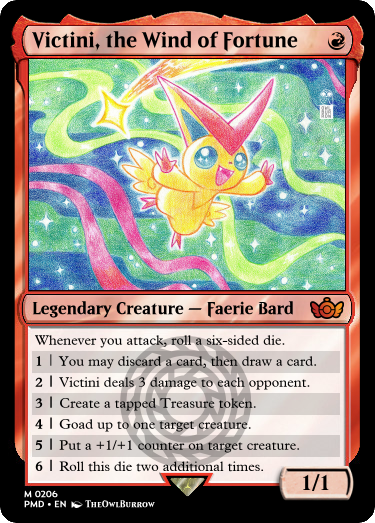 Victini, the Wind of Fortune
Legendary Creature — Faerie Bard
Whenever you attack, roll a six-sided die.
1 | You may discard a card, then draw a card.
2 | Victini deals 3 damage to each opponent.
3 | Create a tapped Treasure token.
4 | Goad up to one target creature.
5 | Put a +1/+1 counter on target creature.
6 | Roll this die two additional times.
1/1
M 0206
PMD • EN TheOwlBurrow